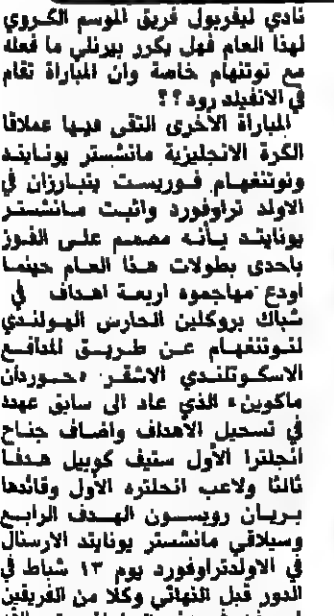 نادي ليفربول فريق الموسم الكروي
لهذا العام فهل يكرر بيرنلي ما فعله
مع توتنهام خاصة وان المباراة تقام
في الانفيلد رود؟؟
المباراة الاخرى التقى فيها عملاقا
الكرة الانجليزية مانشستر يونايتد
ونوتنغهام فوريست يتبارزان في
الاولد ترافورد واثبت مانشستر
يونايتد بأنه مصمم على الفوز
باحدى بطولات هذا العام حينما
اودع مهاجموه اربعة اهداف في
شباك بروكلين الحارس الهولندي
لنوتنغهام عن طريق المدافع
الاسكوتلندي الاشقر «جوردان
ماكوين» الذي عاد الى سابق عهده
في تسجيل الاهداف واضاف جناح
انجلترا الأول ستيف كوبيل هدفا
ثالثا ولاعب انجلتره الأول وقائدها
بريان روبسون الهدف الرابع
وسيلاقي مانشستر يونايتد الارسنال
في الاولدترافورد يوم ١٣ شباط في
الدور قبل النهائي وكلا من الفريقين